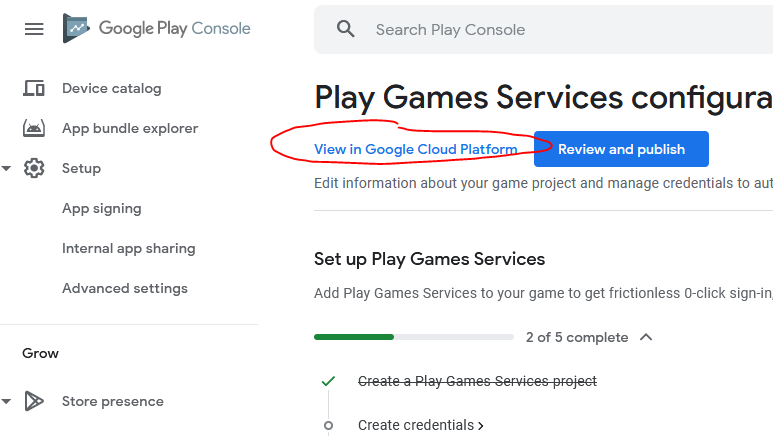 Google Play Console
Search Play Console
Device catalog
App bundle explorer
Setup
App signing
Internal app sharing
Advanced settings
Grow
Store presence
Play Games Services configura
View in Google Cloud Platform
Review and publish
Edit information about your game project and manage credentials to aut
Set up Play Games Services
Add Play Games Services to your game to get frictionless 0-click sign-in,
2 of 5 complete
Create a Play Games Services project
Create credentials